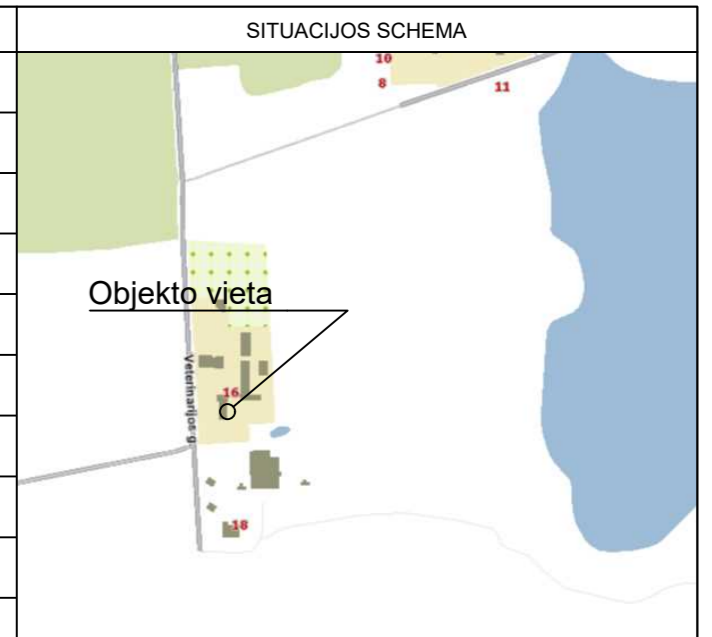 SITUACIJOS SCHEMA
10
8
11
Objekto vieta
Veterinarijos g.
16
18